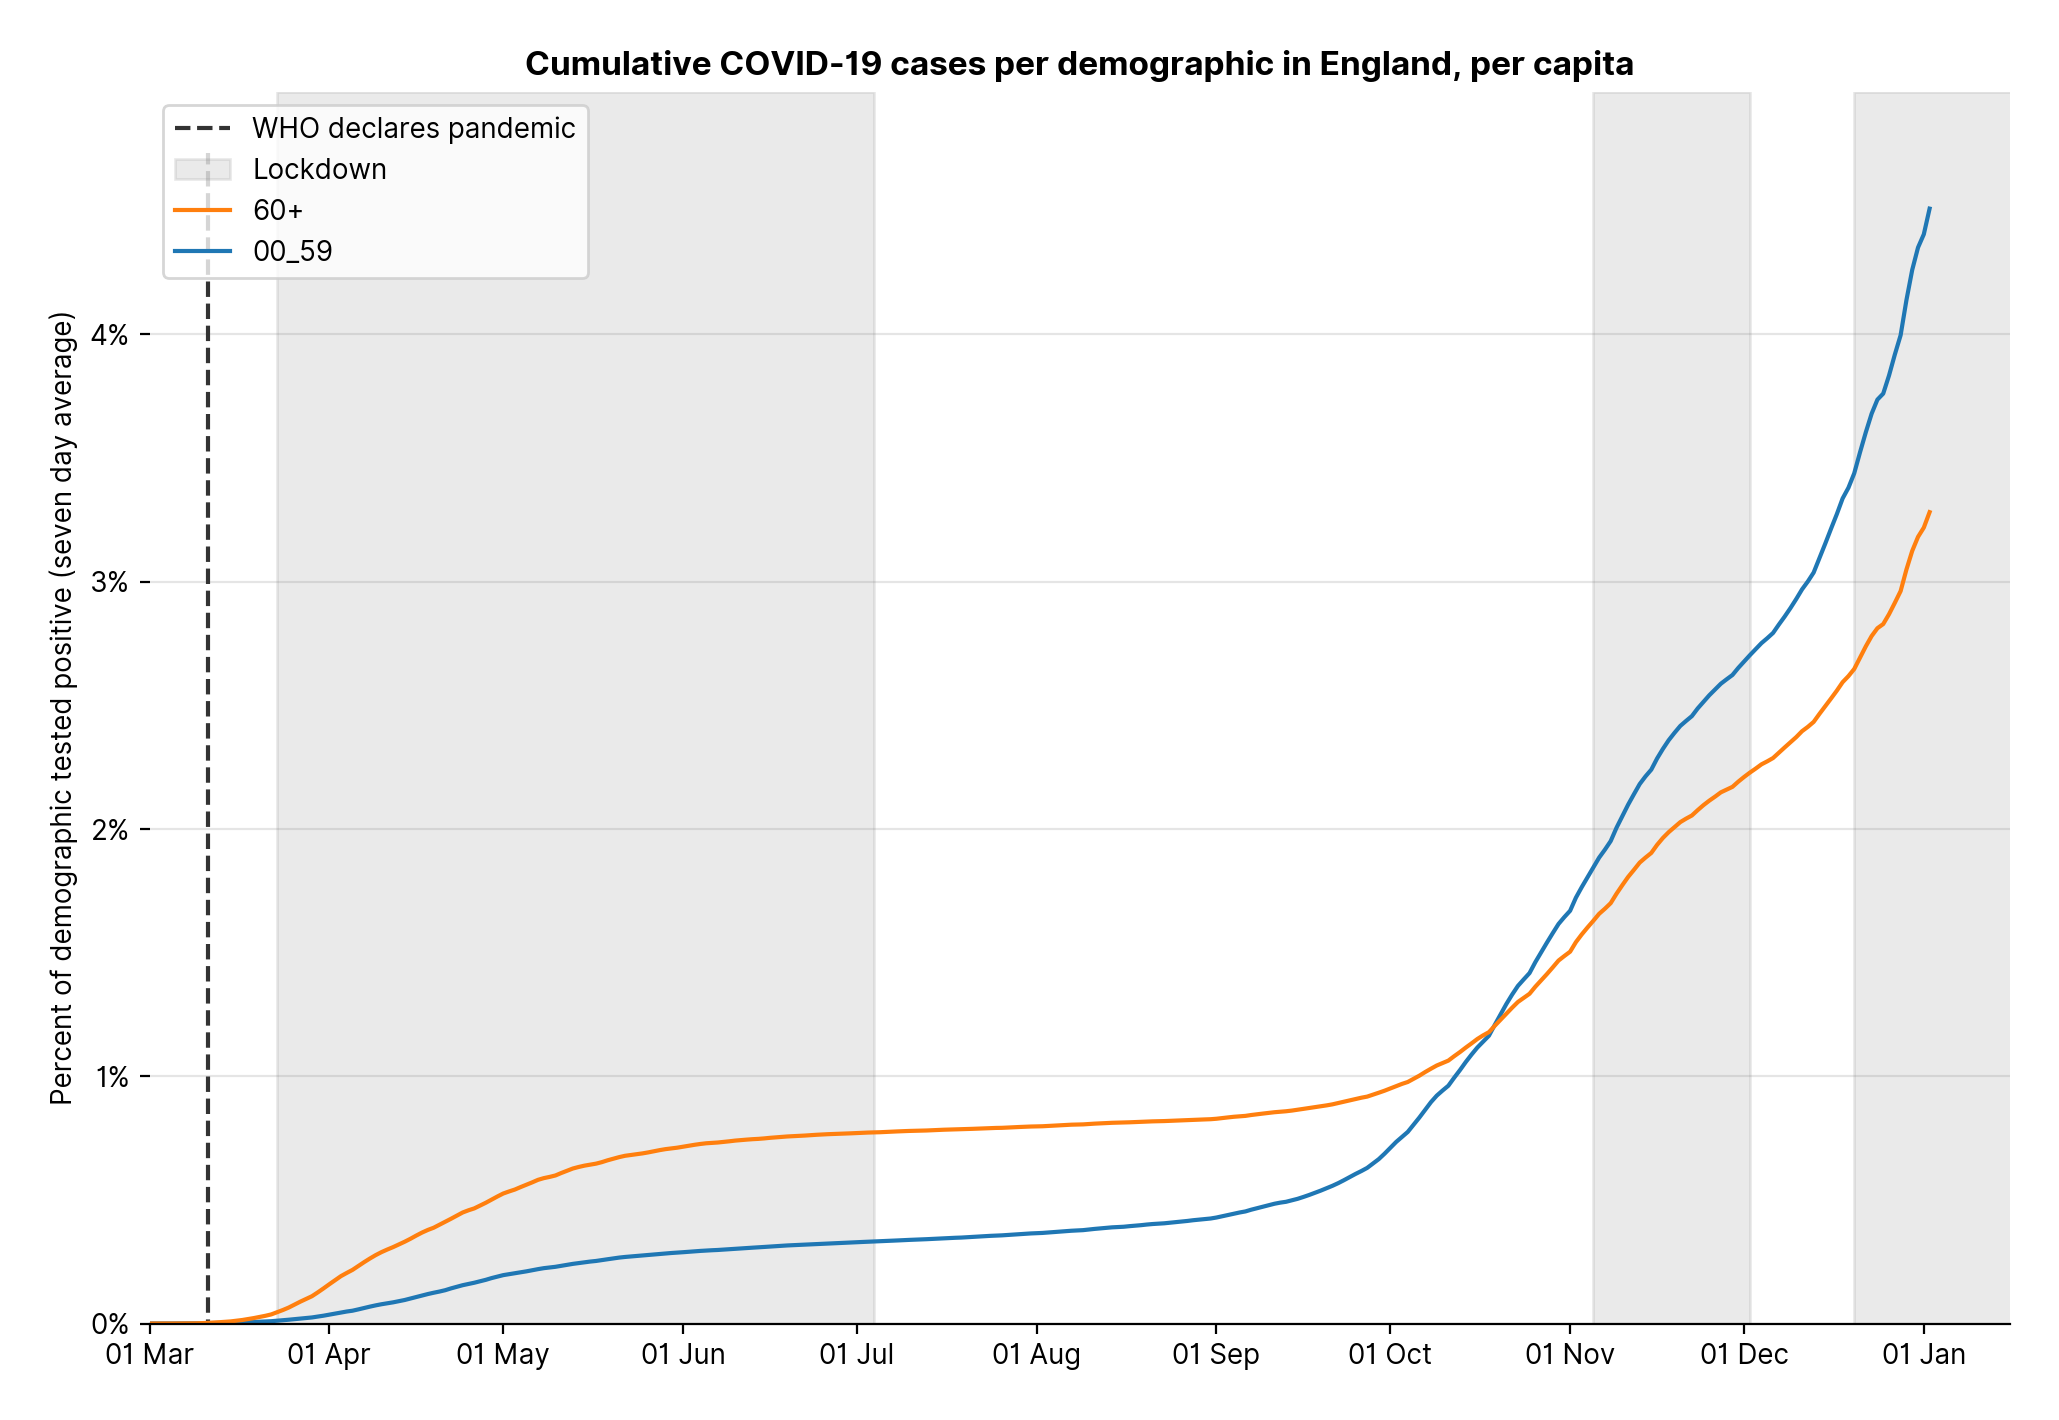 Cumulative COVID-19 cases per demographic in England, per capita
WHO declares pandemic
Lockdown
60+
00_59
Percent of demographic tested positive (seven day average)
4%
3%
2%
1%
0%
01 Mar
01 Apr
01 May
01 Jun
01 Jul
01 Aug
01 Sep
01 Oct
01 Nov
01 Dec
01 Jan